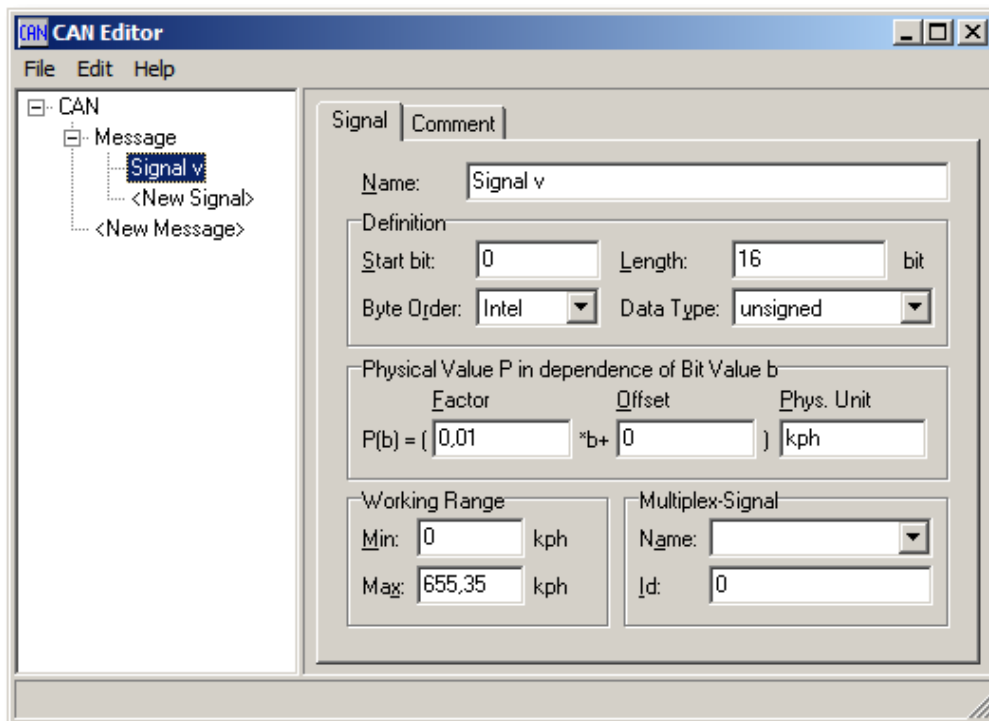 CAN CAN Editor
File Edit Help
CAN
Message
Signal v
<New Signal>
<New Message>
Signal Comment
Name: Signal v
Definition
Start bit: 0 Length: 16 bit
Byte Order: Intel Data Type: unsigned
Physical Value P in dependence of Bit Value b
Factor Offset Phys. Unit
P(b) = ( 0,01 *b+ 0 ) kph
Working Range
Min: 0 kph
Max: 655,35 kph
Multiplex-Signal
Name:
Id: 0